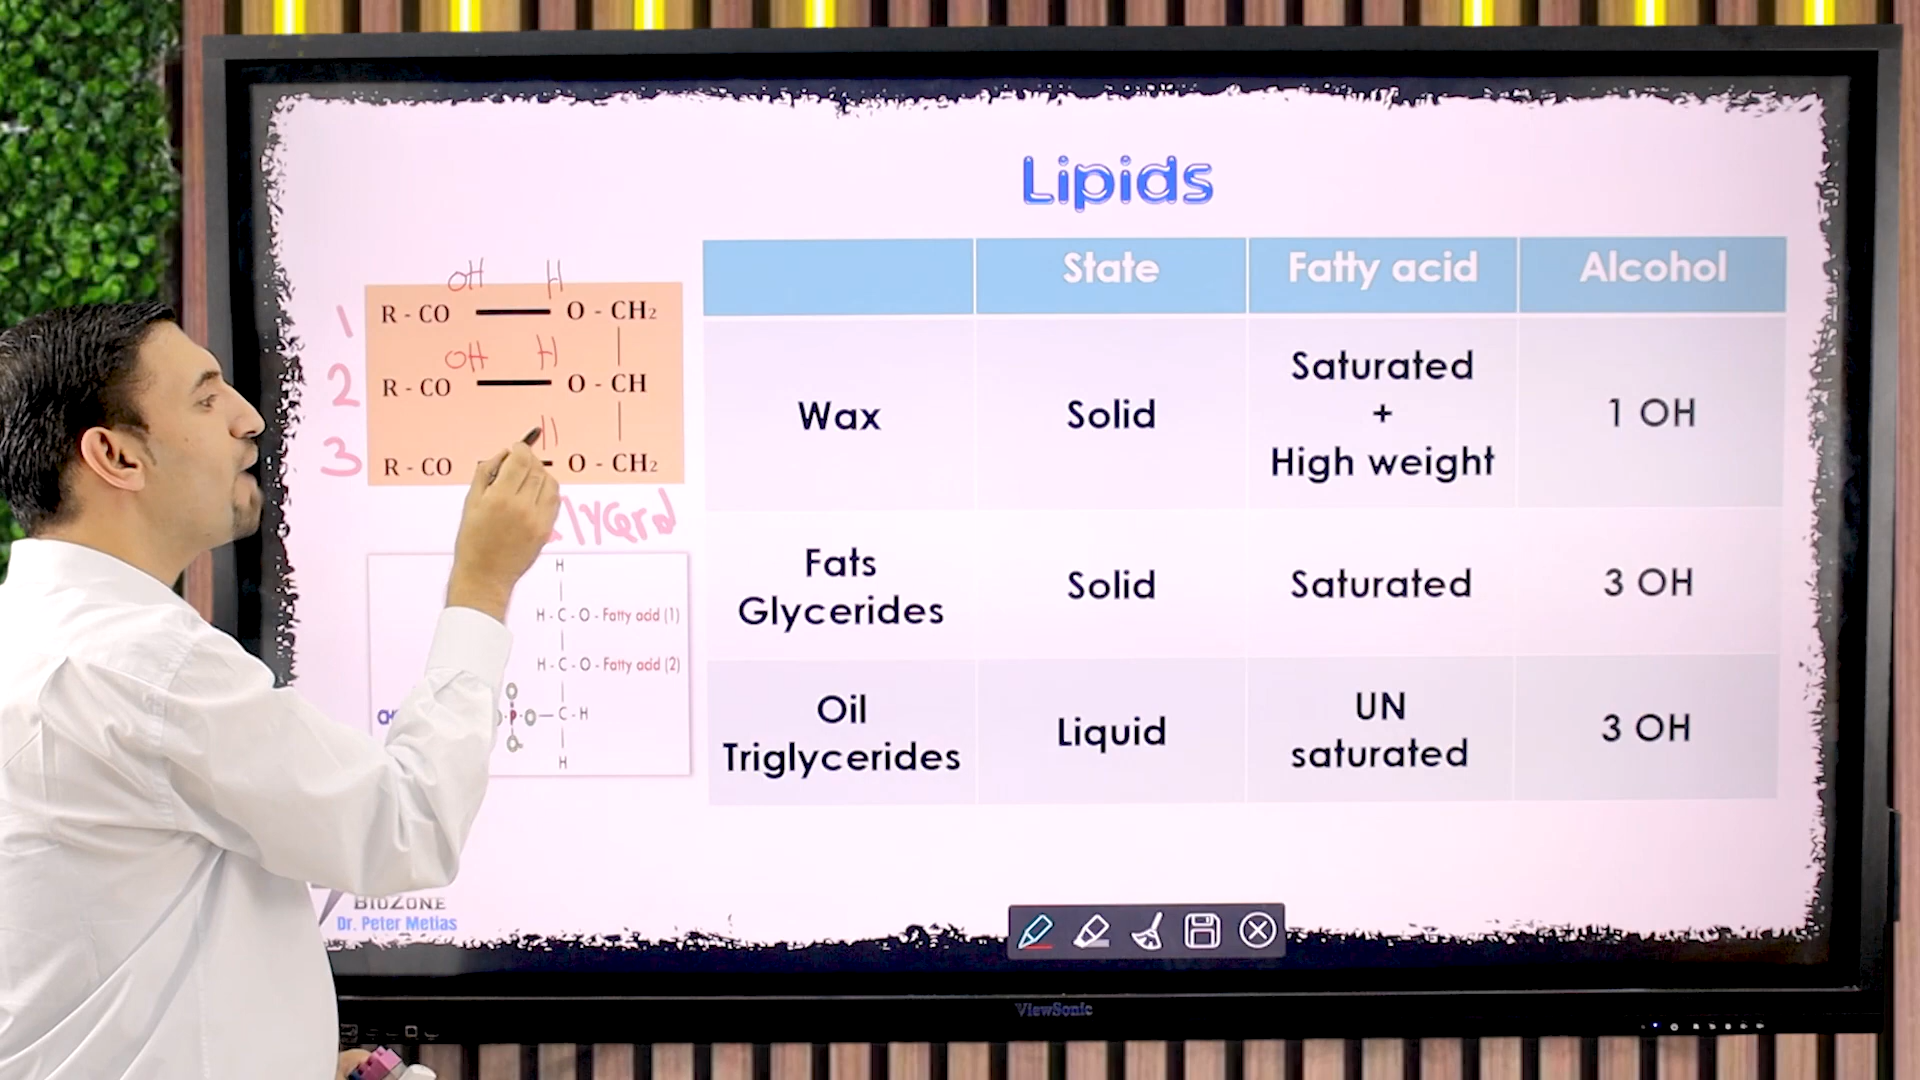 Lipids
OH H
1 R - CO O - CH₂
OH H
2 R - CO O - CH
H
3 R - CO O - CH₂
H
H - C - O - Fatty acid (1)
H - C - O - Fatty acid (2)
O
P - O — C - H
O
H
State Fatty acid Alcohol
Wax Solid Saturated + High weight 1 OH
Fats Glycerides Solid Saturated 3 OH
Oil Triglycerides Liquid UN saturated 3 OH
BIOZONE
Dr. Peter Metias
ViewSonic